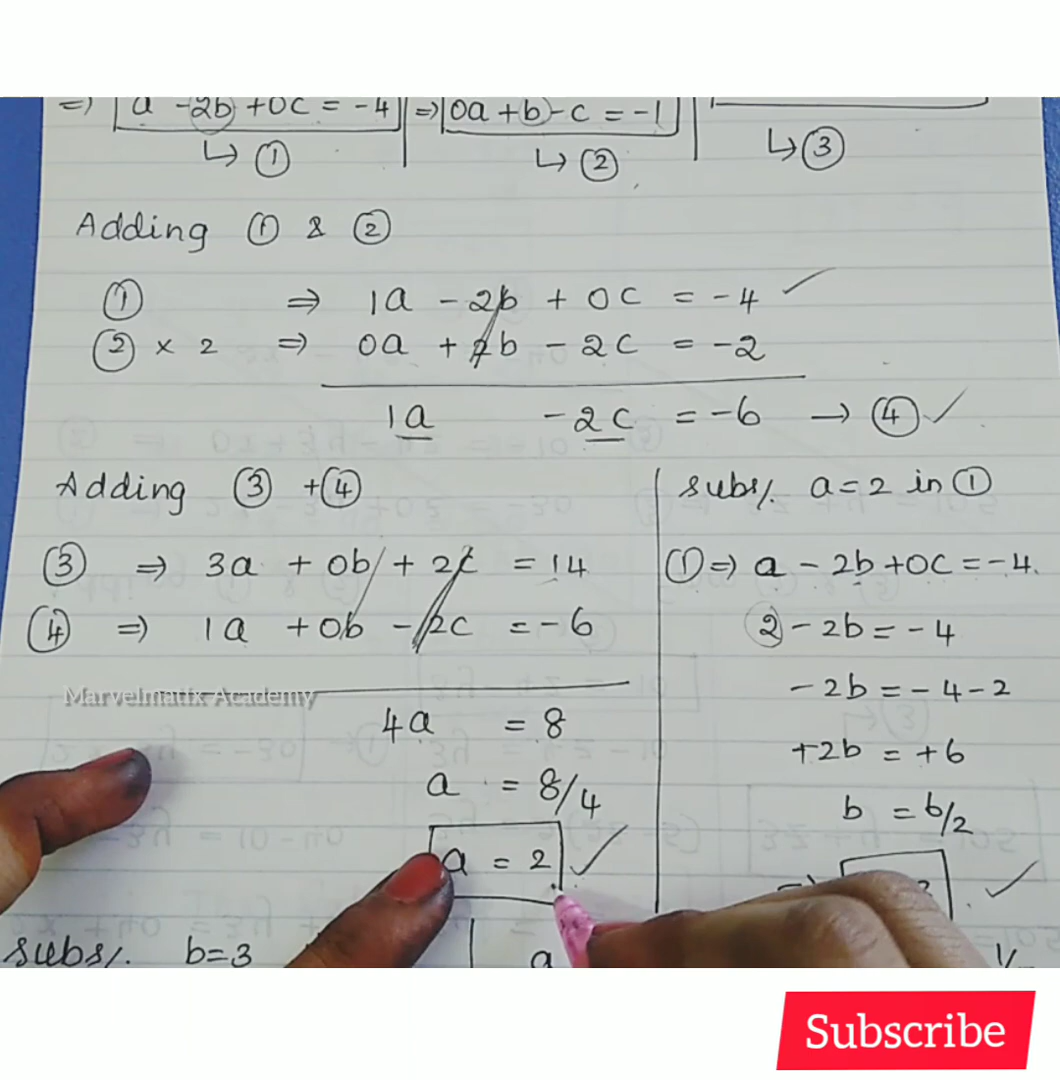 => a - 2b + 0c = -4 => 0a + b - c = -1
↳ ① ↳ ② ↳ ③
Adding ① & ②
① ⇒ 1a - 2b + 0c = -4 ✓
② × 2 ⇒ 0a + 2b - 2c = -2
1a - 2c = -6 → ④ ✓
Adding ③ + ④
③ ⇒ 3a + 0b + 2c = 14
④ ⇒ 1a + 0b - 2c = -6
Marvelmatix Academy
4a = 8
a = 8/4
a = 2 ✓
subs/. a = 2 in ①
① ⇒ a - 2b + 0c = -4.
2 - 2b = -4
- 2b = - 4 - 2
+2b = +6
b = 6/2
subs/. b = 3
a
Subscribe